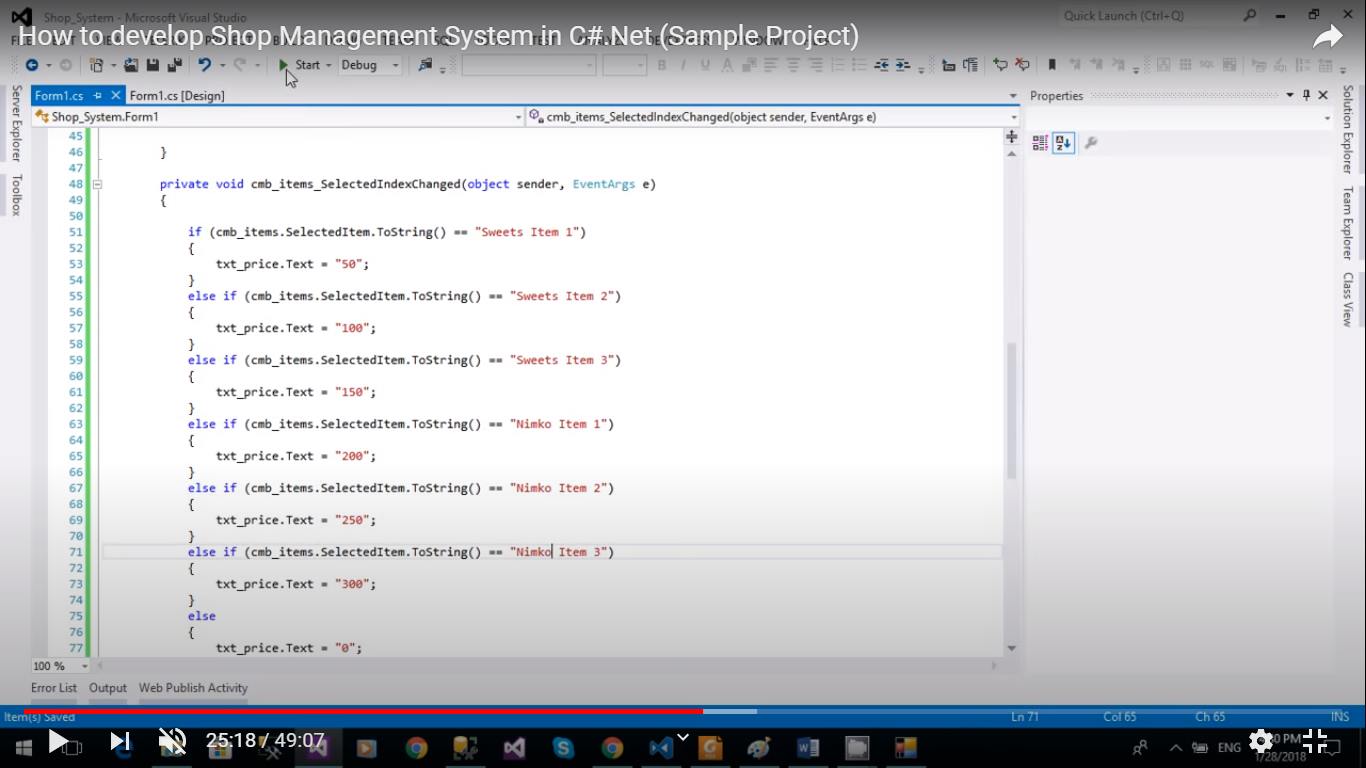 Shop_System - Microsoft Visual Studio
Quick Launch (Ctrl+Q)
How to develop Shop Management System in C#.Net (Sample Project)
Start
Debug
Form1.cs
Form1.cs [Design]
Properties
Shop_System.Form1
cmb_items_SelectedIndexChanged(object sender, EventArgs e)
Server Explorer
Toolbox
Solution Explorer
Team Explorer
Class View
45
46 }
47
48 private void cmb_items_SelectedIndexChanged(object sender, EventArgs e)
49 {
50
51 if (cmb_items.SelectedItem.ToString() == "Sweets Item 1")
52 {
53 txt_price.Text = "50";
54 }
55 else if (cmb_items.SelectedItem.ToString() == "Sweets Item 2")
56 {
57 txt_price.Text = "100";
58 }
59 else if (cmb_items.SelectedItem.ToString() == "Sweets Item 3")
60 {
61 txt_price.Text = "150";
62 }
63 else if (cmb_items.SelectedItem.ToString() == "Nimko Item 1")
64 {
65 txt_price.Text = "200";
66 }
67 else if (cmb_items.SelectedItem.ToString() == "Nimko Item 2")
68 {
69 txt_price.Text = "250";
70 }
71 else if (cmb_items.SelectedItem.ToString() == "Nimko Item 3")
72 {
73 txt_price.Text = "300";
74 }
75 else
76 {
77 txt_price.Text = "0";
100 %
Error List Output Web Publish Activity
Item(s) Saved
Ln 71 Col 65 Ch 65 INS
25:18 / 49:07
ENG
PM
1/28/2018